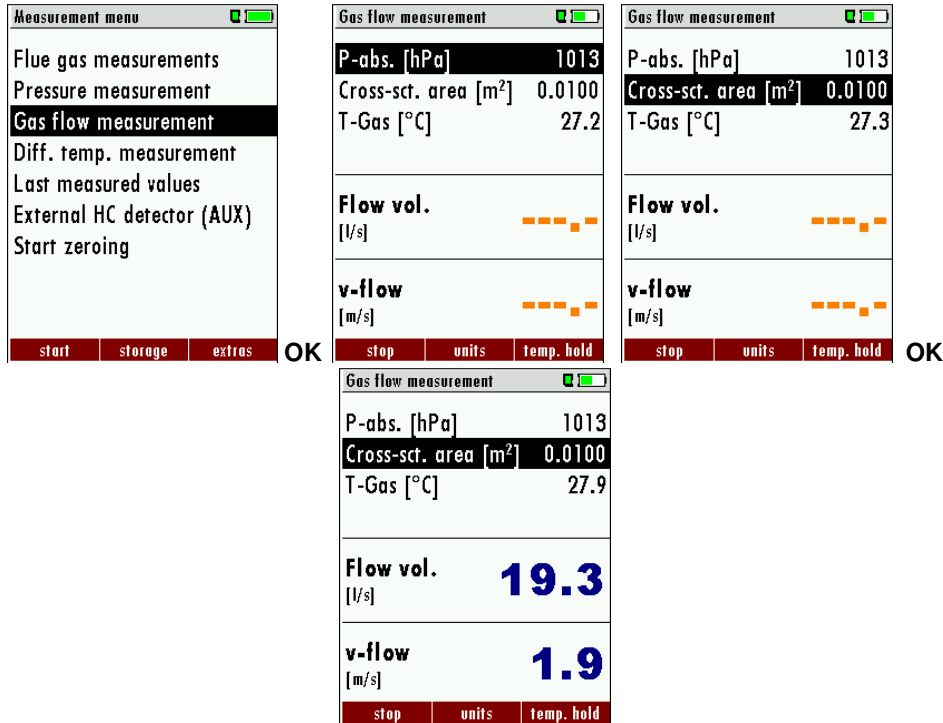 Measurement menu
Flue gas measurements
Pressure measurement
Gas flow measurement
Diff. temp. measurement
Last measured values
External HC detector (AUX)
Start zeroing
start storage extras
OK
Gas flow measurement
P-abs. [hPa] 1013
Cross-sct. area [m²] 0.0100
T-Gas [°C] 27.2
Flow vol.
[l/s] ---.-
v-flow
[m/s] ---.-
stop units temp. hold
Gas flow measurement
P-abs. [hPa] 1013
Cross-sct. area [m²] 0.0100
T-Gas [°C] 27.3
Flow vol.
[l/s] ---.-
v-flow
[m/s] ---.-
stop units temp. hold
OK
Gas flow measurement
P-abs. [hPa] 1013
Cross-sct. area [m²] 0.0100
T-Gas [°C] 27.9
Flow vol. 19.3
[l/s]
v-flow 1.9
[m/s]
stop units temp. hold